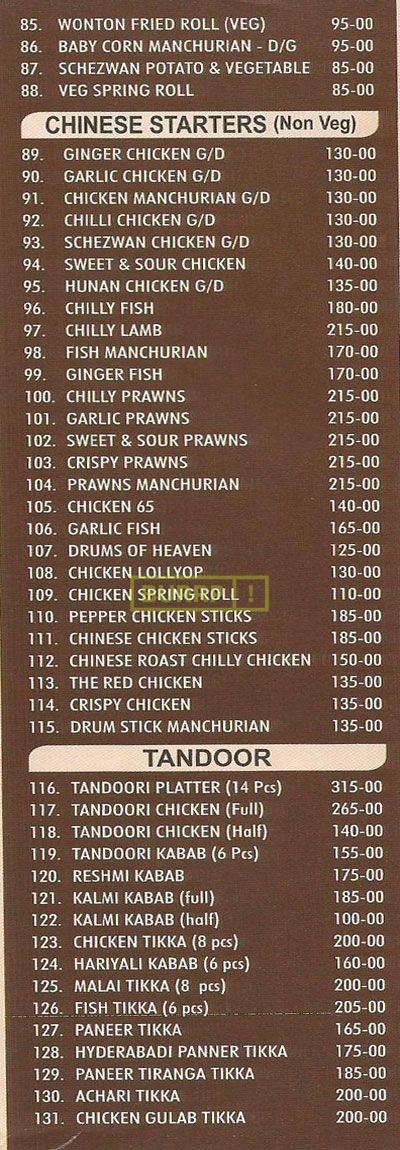 85. WONTON FRIED ROLL (VEG) 95-00
86. BABY CORN MANCHURIAN - D/G 95-00
87. SCHEZWAN POTATO & VEGETABLE 85-00
88. VEG SPRING ROLL 85-00
CHINESE STARTERS (Non Veg)
89. GINGER CHICKEN G/D 130-00
90. GARLIC CHICKEN G/D 130-00
91. CHICKEN MANCHURIAN G/D 130-00
92. CHILLI CHICKEN G/D 130-00
93. SCHEZWAN CHICKEN G/D 130-00
94. SWEET & SOUR CHICKEN 140-00
95. HUNAN CHICKEN G/D 135-00
96. CHILLY FISH 180-00
97. CHILLY LAMB 215-00
98. FISH MANCHURIAN 170-00
99. GINGER FISH 170-00
100. CHILLY PRAWNS 215-00
101. GARLIC PRAWNS 215-00
102. SWEET & SOUR PRAWNS 215-00
103. CRISPY PRAWNS 215-00
104. PRAWNS MANCHURIAN 215-00
105. CHICKEN 65 140-00
106. GARLIC FISH 165-00
107. DRUMS OF HEAVEN 125-00
108. CHICKEN LOLLYOP 130-00
109. CHICKEN SPRING ROLL 110-00
110. PEPPER CHICKEN STICKS 185-00
111. CHINESE CHICKEN STICKS 185-00
112. CHINESE ROAST CHILLY CHICKEN 150-00
113. THE RED CHICKEN 135-00
114. CRISPY CHICKEN 135-00
115. DRUM STICK MANCHURIAN 135-00
TANDOOR
116. TANDOORI PLATTER (14 Pcs) 315-00
117. TANDOORI CHICKEN (Full) 265-00
118. TANDOORI CHICKEN (Half) 140-00
119. TANDOORI KABAB (6 Pcs) 155-00
120. RESHMI KABAB 175-00
121. KALMI KABAB (full) 185-00
122. KALMI KABAB (half) 100-00
123. CHICKEN TIKKA (8 pcs) 200-00
124. HARIYALI KABAB (6 pcs) 160-00
125. MALAI TIKKA (8 pcs) 200-00
126. FISH TIKKA (6 pcs) 205-00
127. PANEER TIKKA 165-00
128. HYDERABADI PANNER TIKKA 175-00
129. PANEER TIRANGA TIKKA 185-00
130. ACHARI TIKKA 200-00
131. CHICKEN GULAB TIKKA 200-00